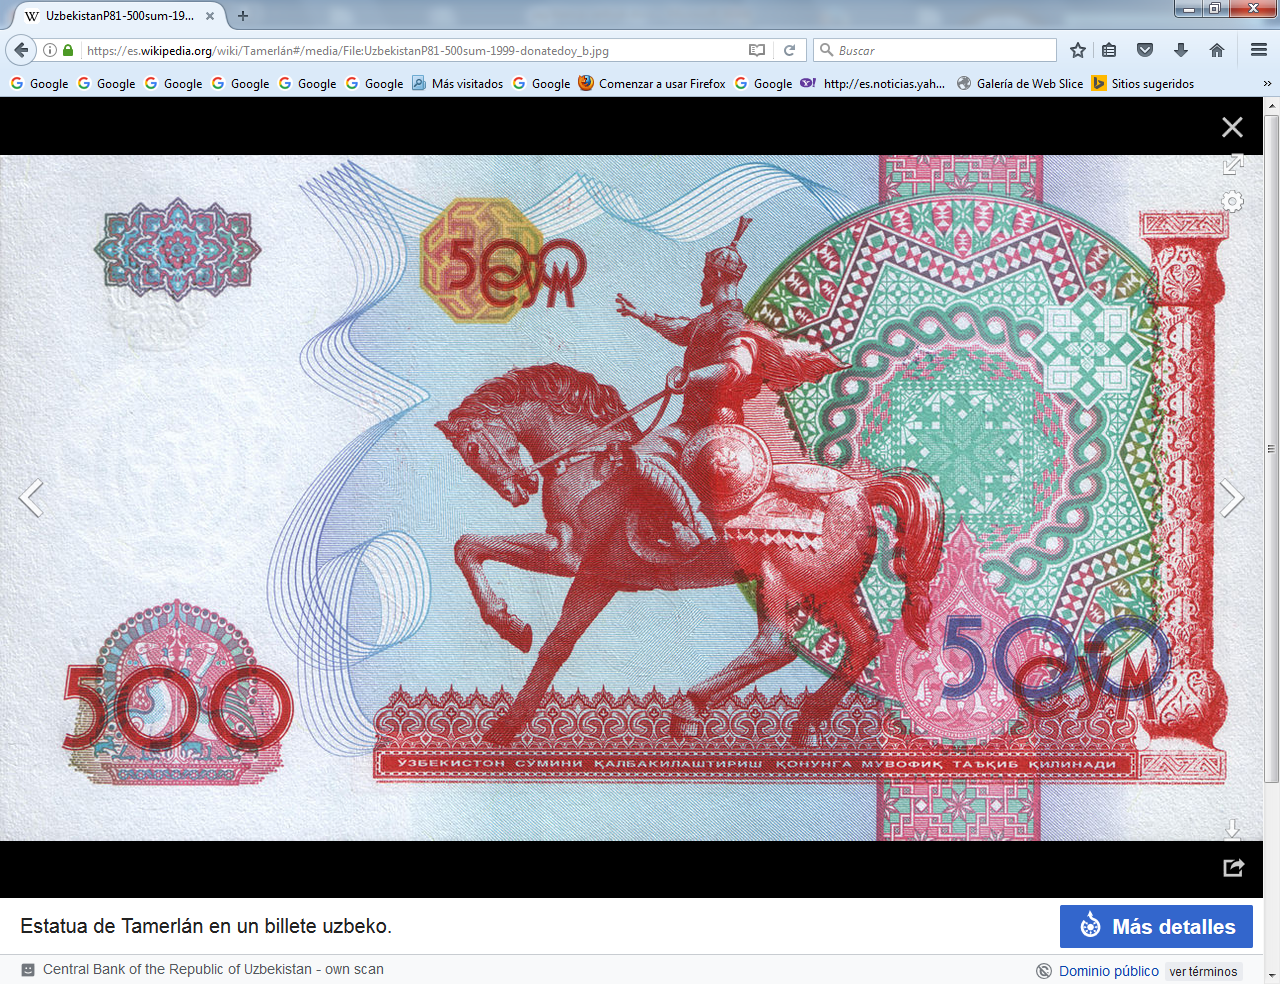 UzbekistanP81-500sum-19...
https://es.wikipedia.org/wiki/Tamerlán#/media/File:UzbekistanP81-500sum-1999-donatedoy_b.jpg
Buscar
Google Google Google Google Google Google Más visitados Google Comenzar a usar Firefox Google http://es.noticias.yah... Galería de Web Slice Sitios sugeridos
500
СЎМ
500
500
СЎМ
ЎЗБЕКИСТОН СЎМИНИ ҚАЛБАКИЛАШТИРИШ ҚОНУНГА МУВОФИҚ ТАЪҚИБ ҚИЛИНАДИ
Estatua de Tamerlán en un billete uzbeko.
Más detalles
Central Bank of the Republic of Uzbekistan - own scan
Dominio público ver términos